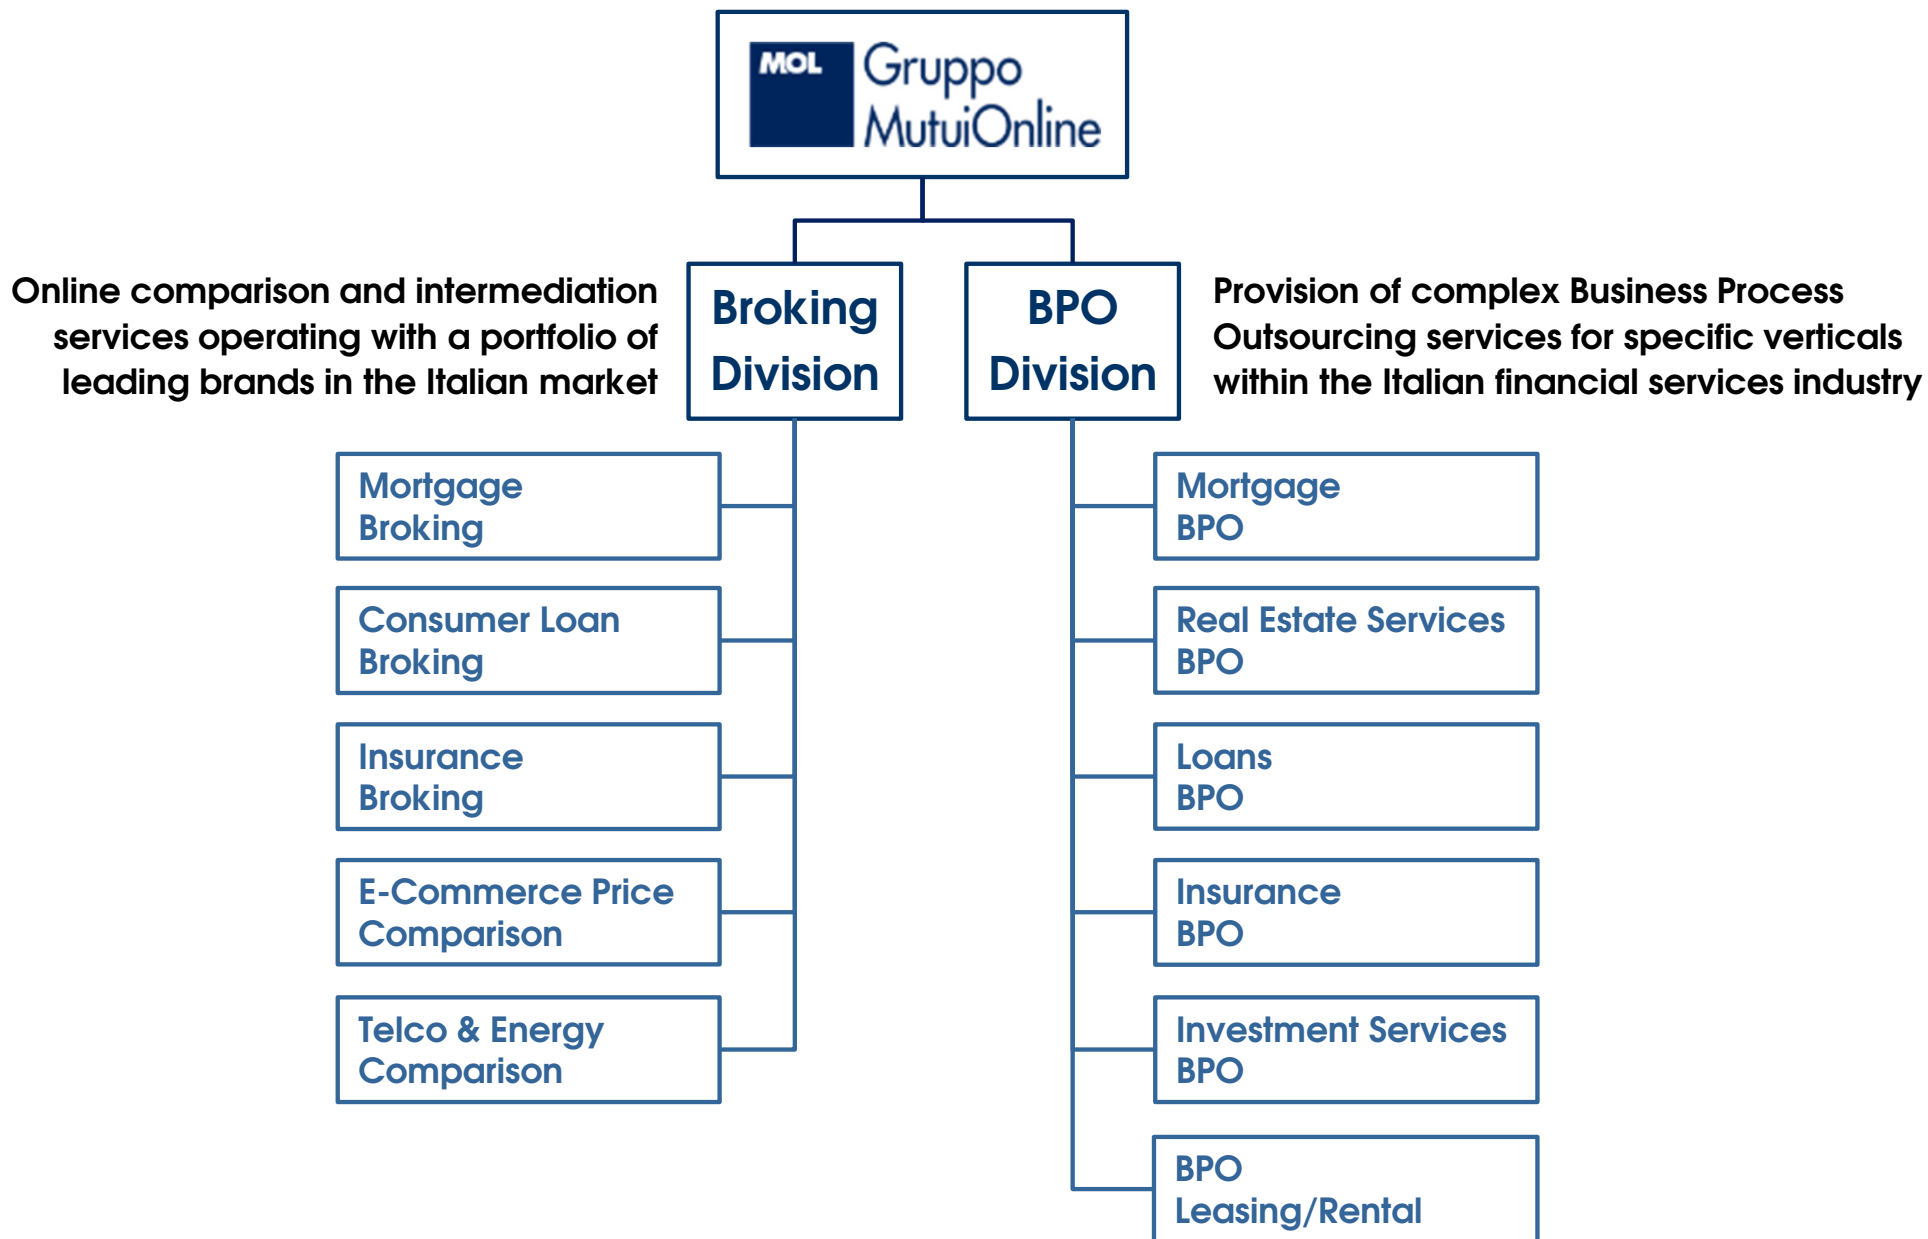 MOL
Gruppo
MutuiOnline
Online comparison and intermediation
services operating with a portfolio of
leading brands in the Italian market
Broking
Division
BPO
Division
Provision of complex Business Process
Outsourcing services for specific verticals
within the Italian financial services industry
Mortgage
Broking
Consumer Loan
Broking
Insurance
Broking
E-Commerce Price
Comparison
Telco & Energy
Comparison
Mortgage
BPO
Real Estate Services
BPO
Loans
BPO
Insurance
BPO
Investment Services
BPO
BPO
Leasing/Rental